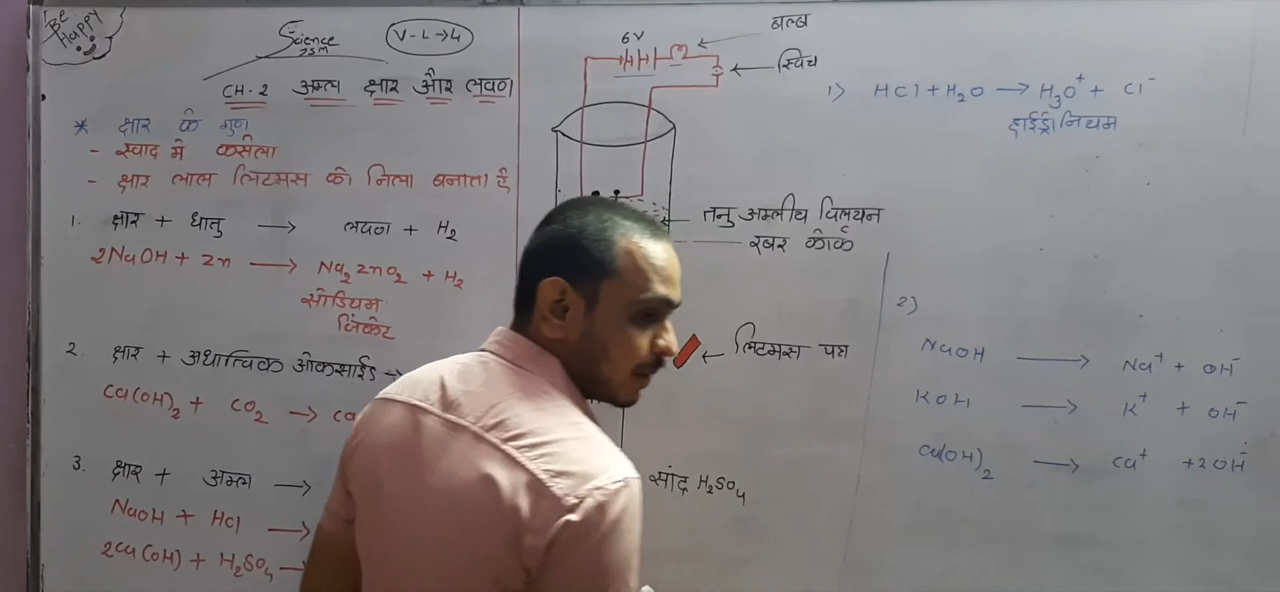 Be
Happy
Science
V-L→4
CH-2 अम्ल क्षार और लवण
* क्षार के गुण
- स्वाद में कसैला
- क्षार लाल लिटमस को निला बनाता है
1. क्षार + धातु → लवण + H₂
2NaOH + Zn → Na₂ZnO₂ + H₂
सोडियम
जिंकेट
2. क्षार + अधात्विक ओक्साईड →
Ca(OH)₂ + CO₂ → Ca
3. क्षार + अम्ल →
NaOH + HCl →
2Ca(OH) + H₂SO₄ →
6V
बल्ब
स्विच
तनु अम्लीय विलयन
रबर कॉर्क
लिटमस पत्र
सांद्र H₂SO₄
1) HCl + H₂O → H₃O⁺ + Cl⁻
हाईड्रोनियम
2)
NaOH → Na⁺ + OH⁻
KOH → K⁺ + OH⁻
Ca(OH)₂ → Ca⁺ + 2OH⁻